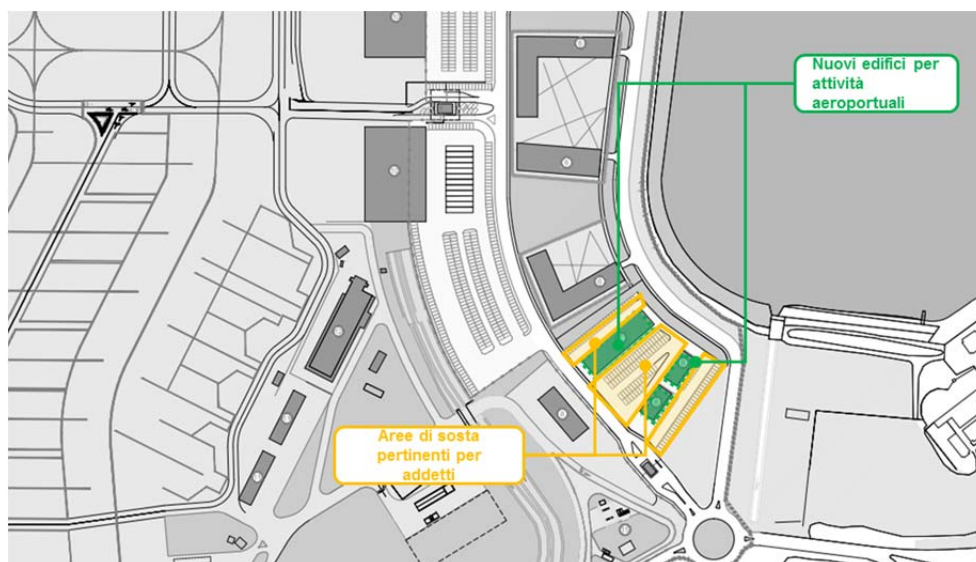 Nuovi edifici per
attività
aeroportuali
Aree di sosta
pertinenti per
addetti